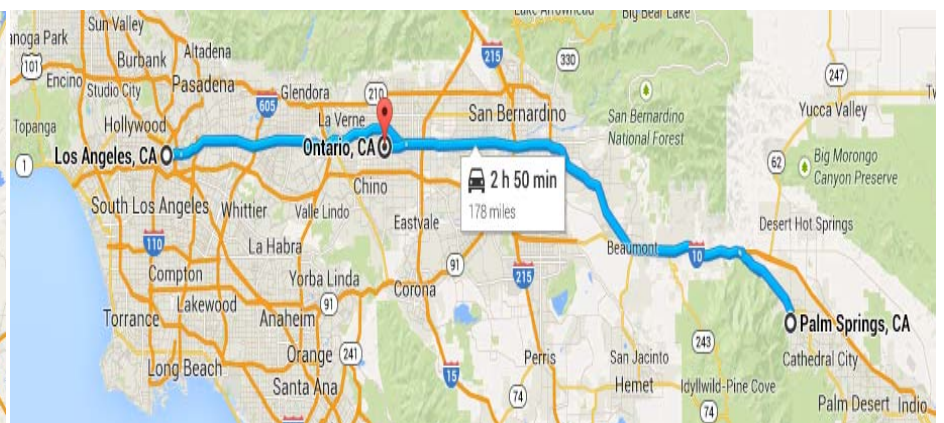 Sun Valley
Lake Arrowhead
Big Bear Lake
anoga Park
Burbank
Altadena
215
101
Encino
Pasadena
330
247
Studio City
605
Glendora
210
Topanga
Hollywood
La Verne
San Bernardino
San Bernardino
National Forest
Yucca Valley
Los Angeles, CA
Ontario, CA
1
62
Big Morongo
Canyon Preserve
Chino
2 h 50 min
178 miles
South Los Angeles
Whittier
Valle Lindo
Eastvale
Desert Hot Springs
110
La Habra
Beaumont
10
Compton
Yorba Linda
91
215
Lakewood
91
Corona
Torrance
Anaheim
Palm Springs, CA
Orange
241
Perris
San Jacinto
243
Cathedral City
Long Beach
15
Santa Ana
74
Hemet
Idyllwild-Pine Cove
74
Palm Desert
Indio